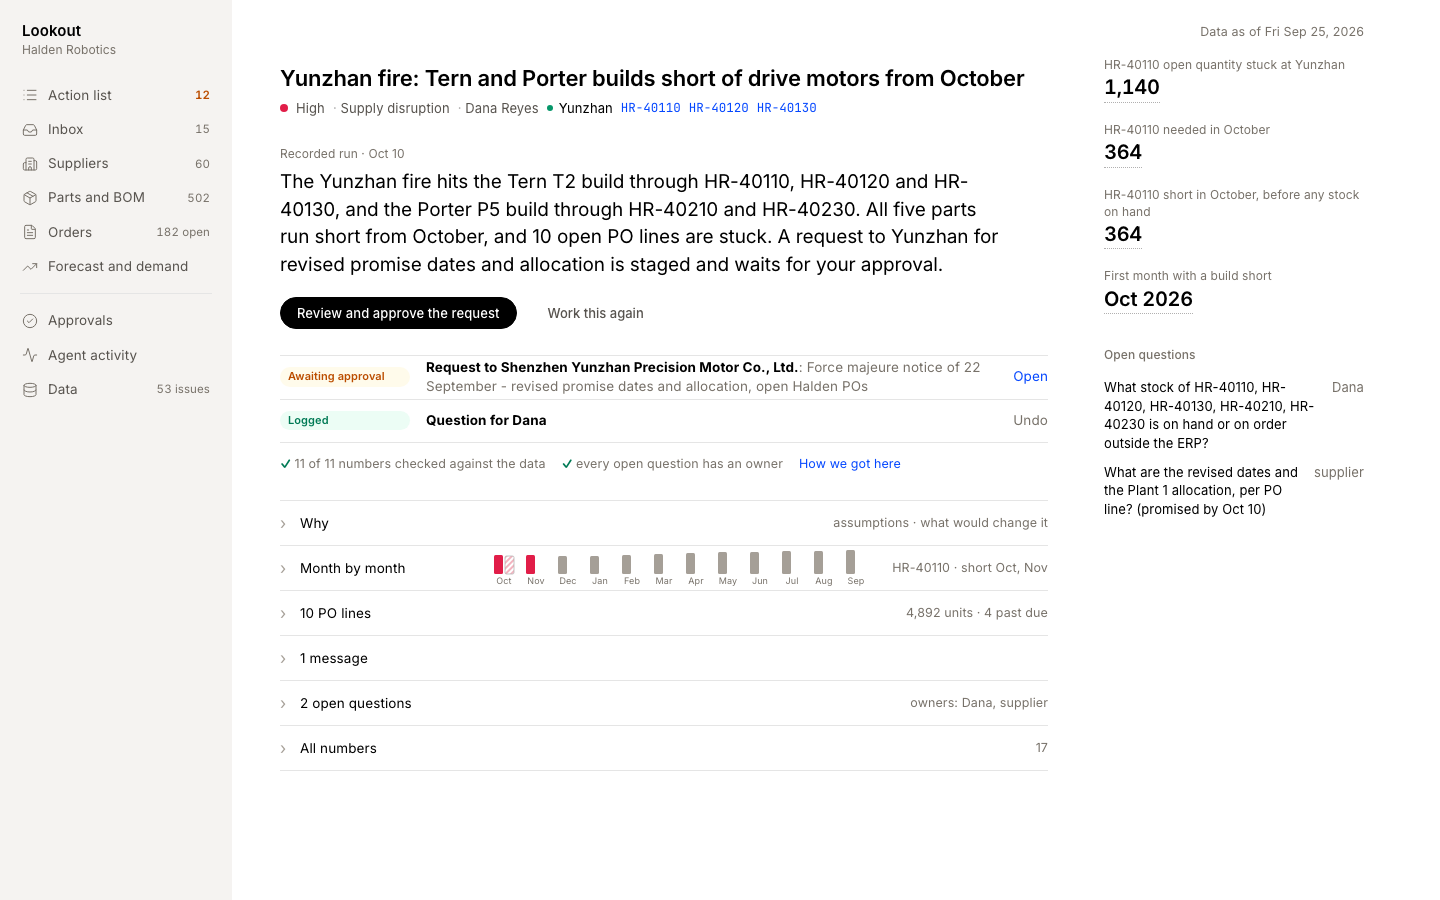 Lookout
Halden Robotics
Action list 12
Inbox 15
Suppliers 60
Parts and BOM 502
Orders 182 open
Forecast and demand
Approvals
Agent activity
Data 53 issues
Data as of Fri Sep 25, 2026
Yunzhan fire: Tern and Porter builds short of drive motors from October
High · Supply disruption · Dana Reyes Yunzhan HR-40110 HR-40120 HR-40130
Recorded run · Oct 10
The Yunzhan fire hits the Tern T2 build through HR-40110, HR-40120 and HR-
40130, and the Porter P5 build through HR-40210 and HR-40230. All five parts
run short from October, and 10 open PO lines are stuck. A request to Yunzhan for
revised promise dates and allocation is staged and waits for your approval.
Review and approve the request Work this again
Awaiting approval Request to Shenzhen Yunzhan Precision Motor Co., Ltd.: Force majeure notice of 22
September - revised promise dates and allocation, open Halden POs Open
Logged Question for Dana Undo
11 of 11 numbers checked against the data every open question has an owner How we got here
Why assumptions · what would change it
Month by month HR-40110 · short Oct, Nov
Oct Nov Dec Jan Feb Mar Apr May Jun Jul Aug Sep
10 PO lines 4,892 units · 4 past due
1 message
2 open questions owners: Dana, supplier
All numbers 17
HR-40110 open quantity stuck at Yunzhan
1,140
HR-40110 needed in October
364
HR-40110 short in October, before any stock
on hand
364
First month with a build short
Oct 2026
Open questions
What stock of HR-40110, HR- Dana
40120, HR-40130, HR-40210, HR-
40230 is on hand or on order
outside the ERP?
What are the revised dates and supplier
the Plant 1 allocation, per PO
line? (promised by Oct 10)